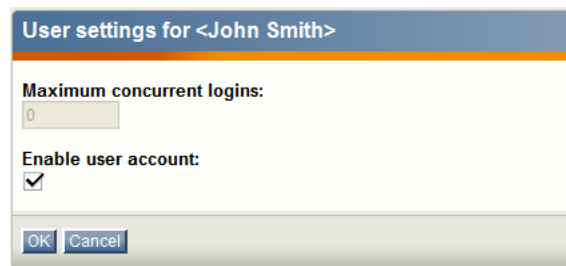 User settings for <John Smith>
Maximum concurrent logins:
0
Enable user account:
OK Cancel